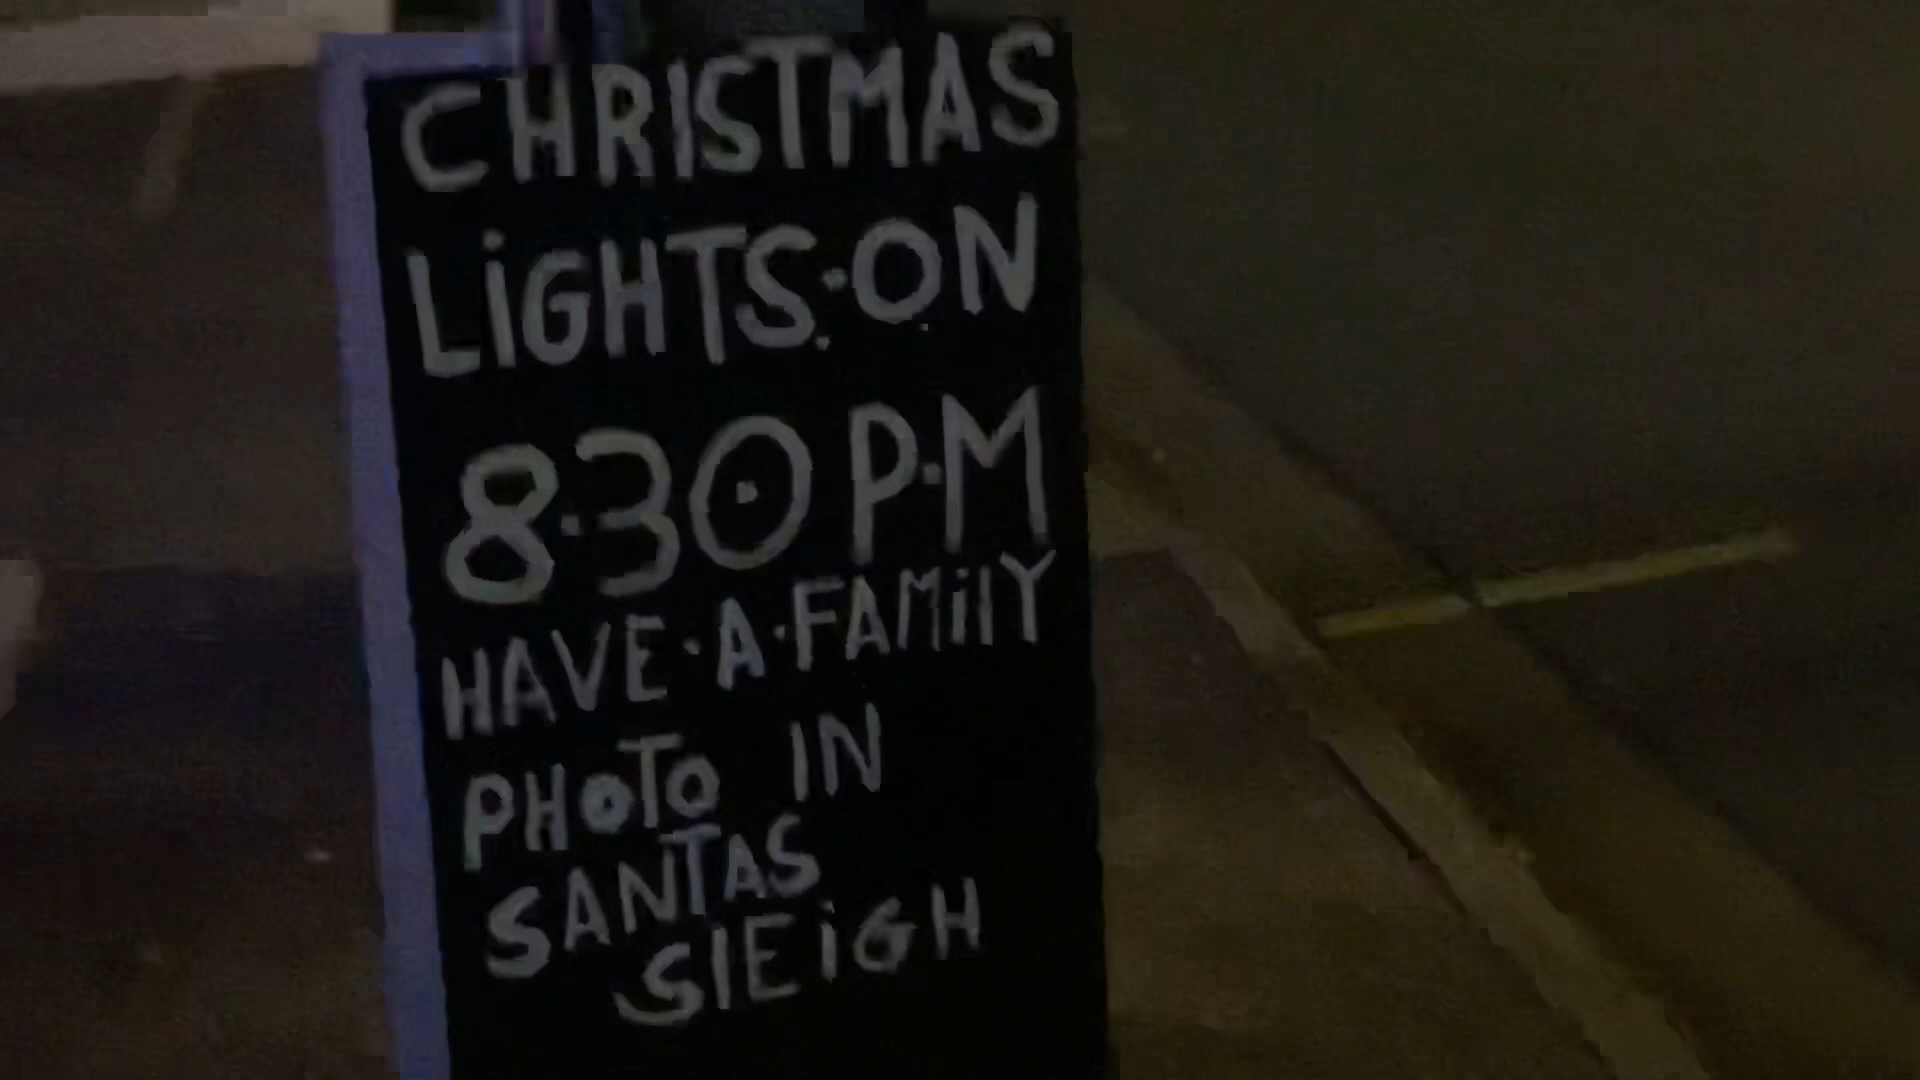 CHRISTMAS
LiGHTS·ON
8·30 P·M
HAVE·A·FAMilY
PHOTO IN
SANTAS
SlEiGH